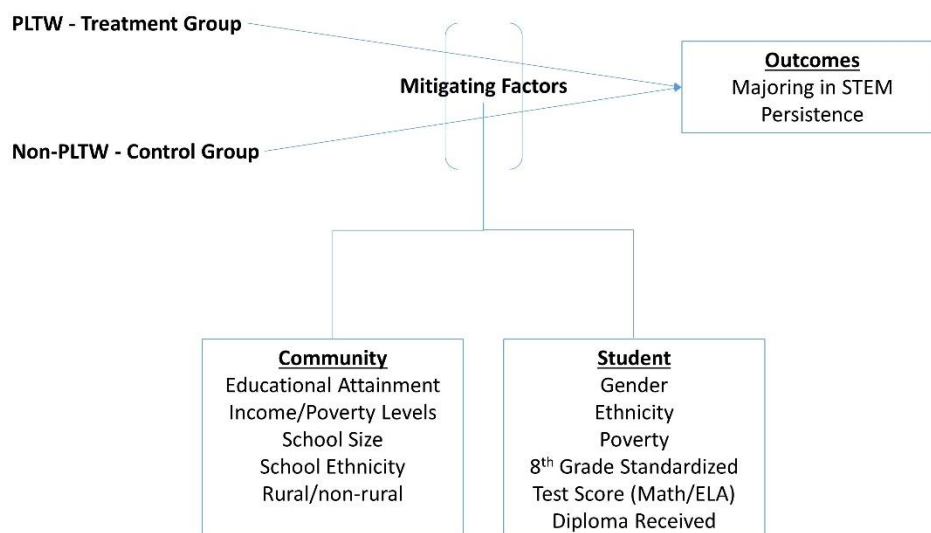 PLTW - Treatment Group
Mitigating Factors
Non-PLTW - Control Group
Outcomes
Majoring in STEM
Persistence
Community
Educational Attainment
Income/Poverty Levels
School Size
School Ethnicity
Rural/non-rural
Student
Gender
Ethnicity
Poverty
8th Grade Standardized
Test Score (Math/ELA)
Diploma Received